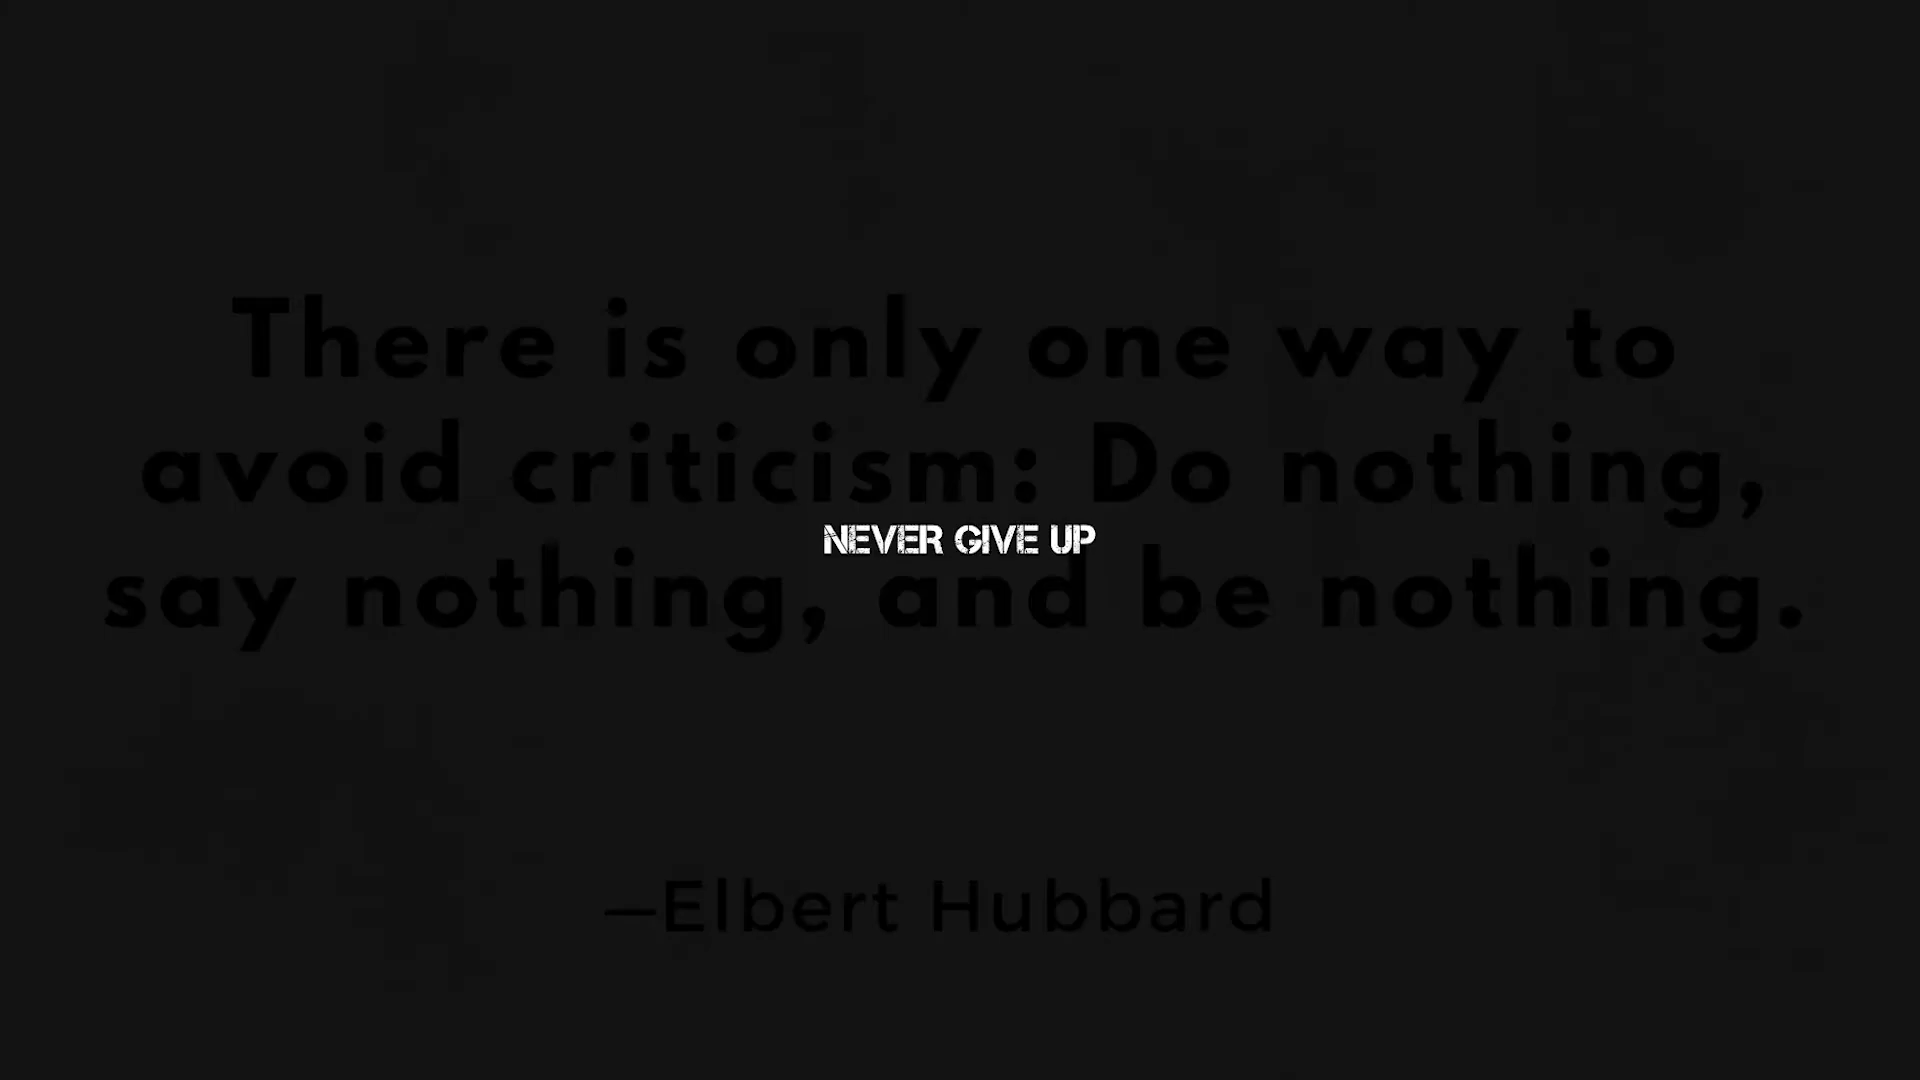 There is only one way to
avoid criticism: Do nothing,
NEVER GIVE UP
say nothing, and be nothing.
—Elbert Hubbard